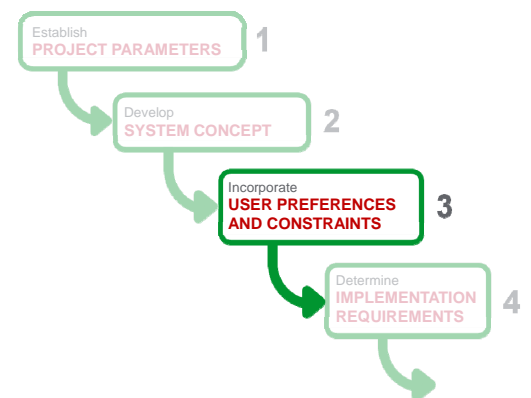 Establish
PROJECT PARAMETERS
1
Develop
SYSTEM CONCEPT
2
Incorporate
USER PREFERENCES
AND CONSTRAINTS
3
Determine
IMPLEMENTATION
REQUIREMENTS
4